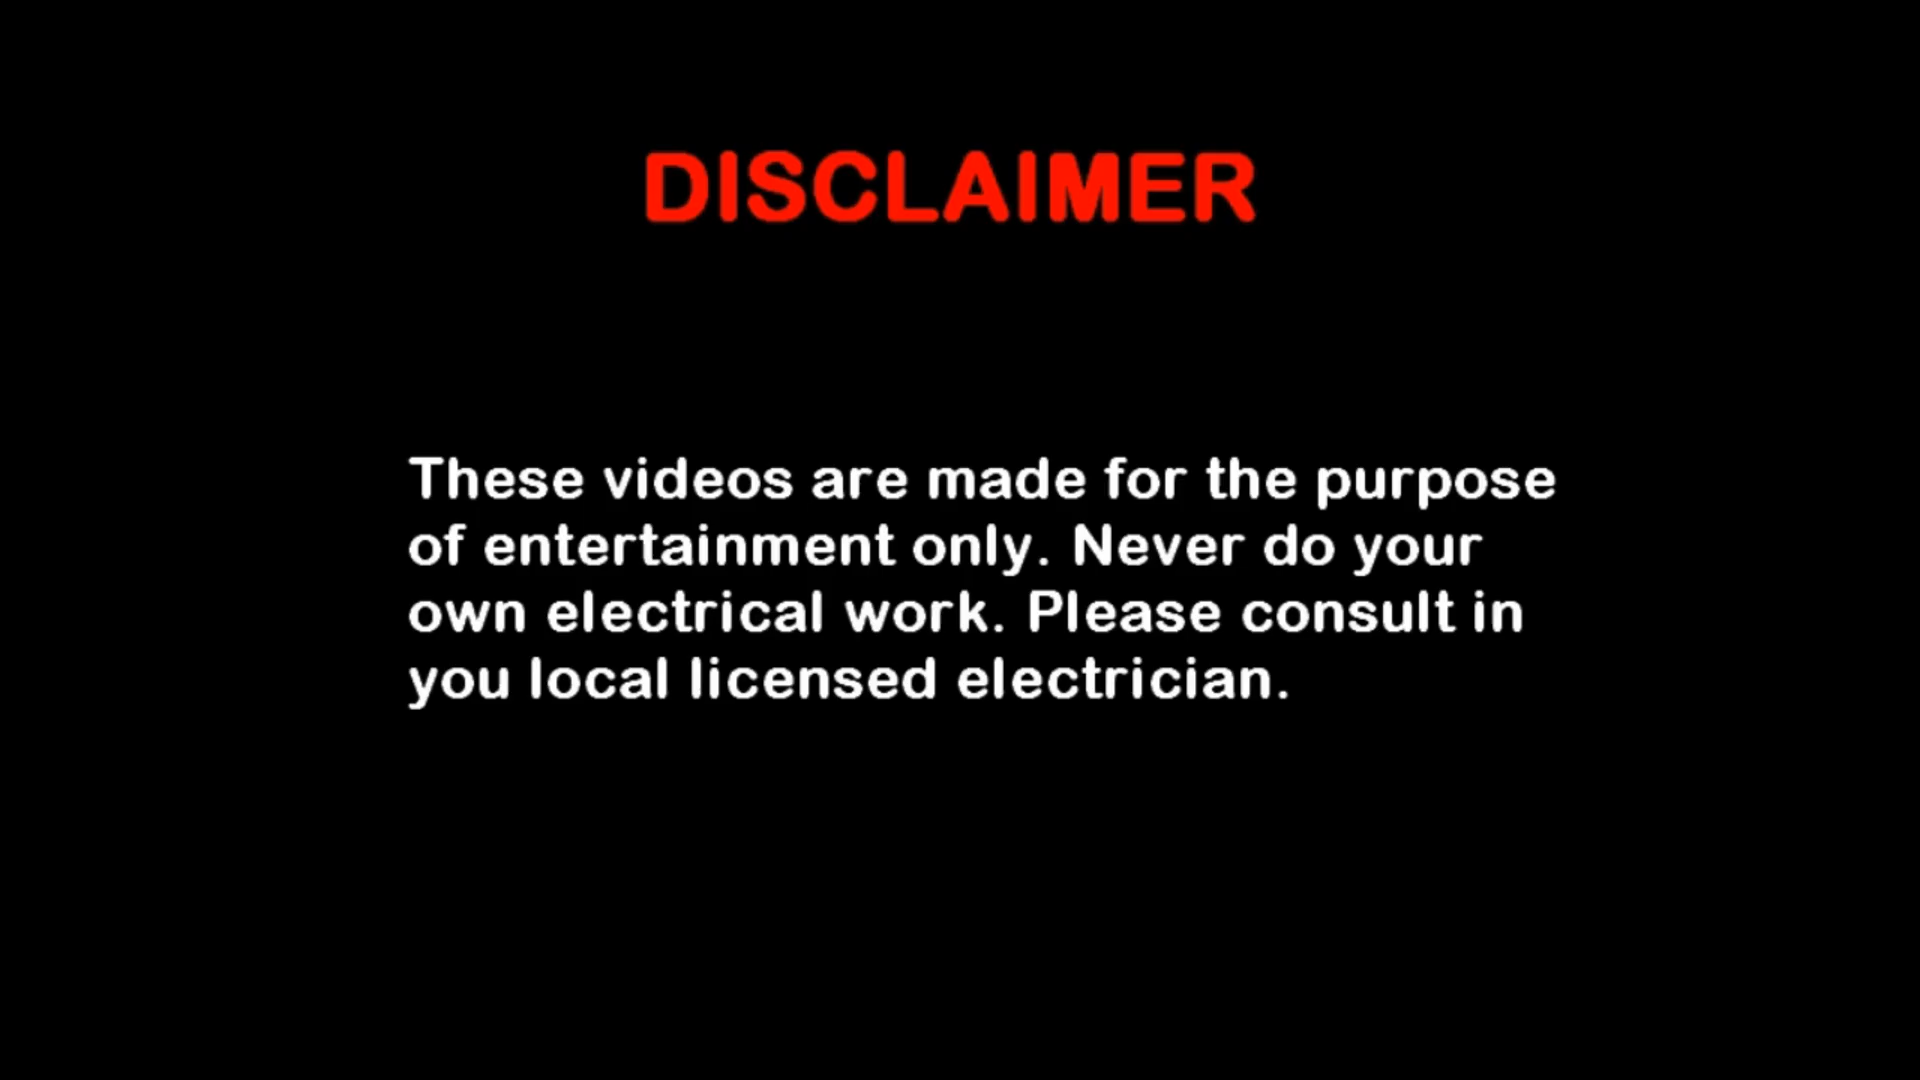 DISCLAIMER
These videos are made for the purpose
of entertainment only. Never do your
own electrical work. Please consult in
you local licensed electrician.